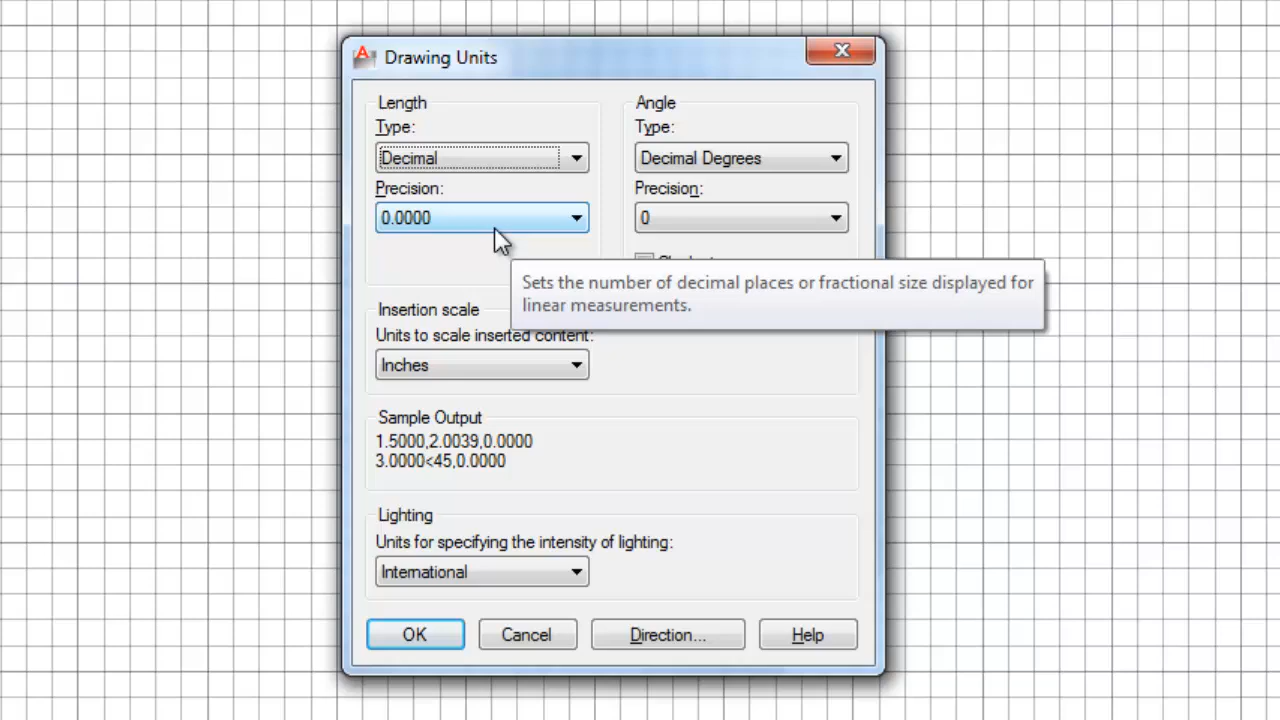 Drawing Units
Length
Type:
Decimal
Precision:
0.0000
Angle
Type:
Decimal Degrees
Precision:
0
Sets the number of decimal places or fractional size displayed for
linear measurements.
Insertion scale
Units to scale inserted content:
Inches
Sample Output
1.5000,2.0039,0.0000
3.0000<45,0.0000
Lighting
Units for specifying the intensity of lighting:
International
OK
Cancel
Direction...
Help